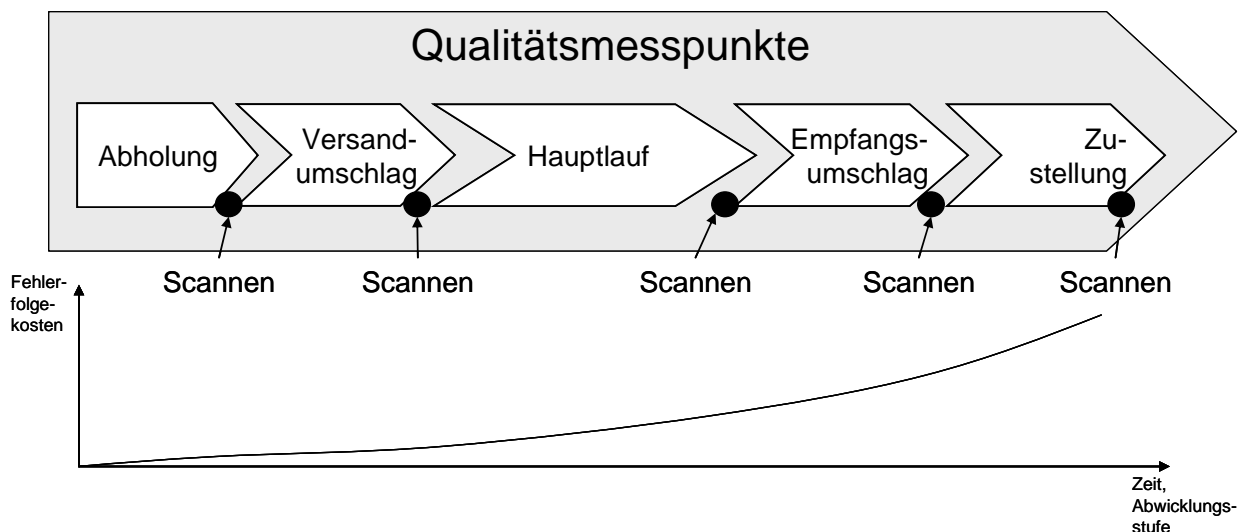 Qualitätsmesspunkte
Abholung
Versand-
umschlag
Hauptlauf
Empfangs-
umschlag
Zu-
stellung
Scannen
Scannen
Scannen
Scannen
Scannen
Fehler-
folge-
kosten
Zeit,
Abwicklungs-
stufe